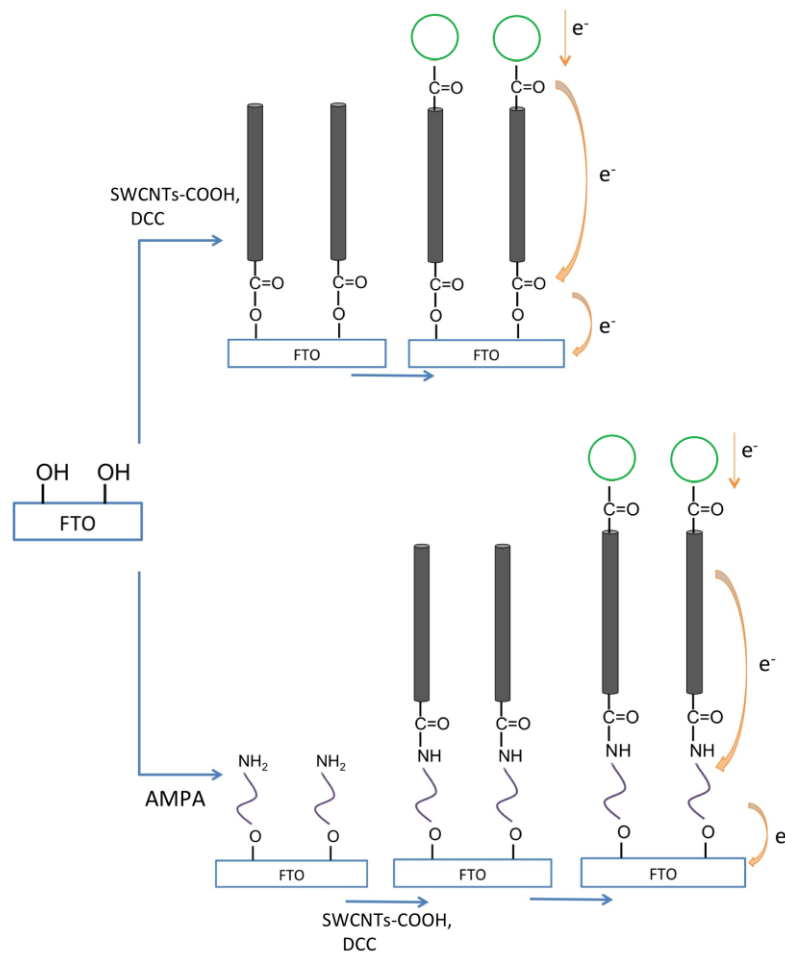 e-
C=O C=O
SWCNTs-COOH,
DCC
e-
C=O C=O C=O C=O
O O O O
e-
FTO FTO
OH OH
FTO
e-
C=O C=O
e-
C=O C=O C=O C=O
NH2 NH2 NH NH NH NH
AMPA
O O O O O O
e
FTO FTO FTO
SWCNTs-COOH,
DCC